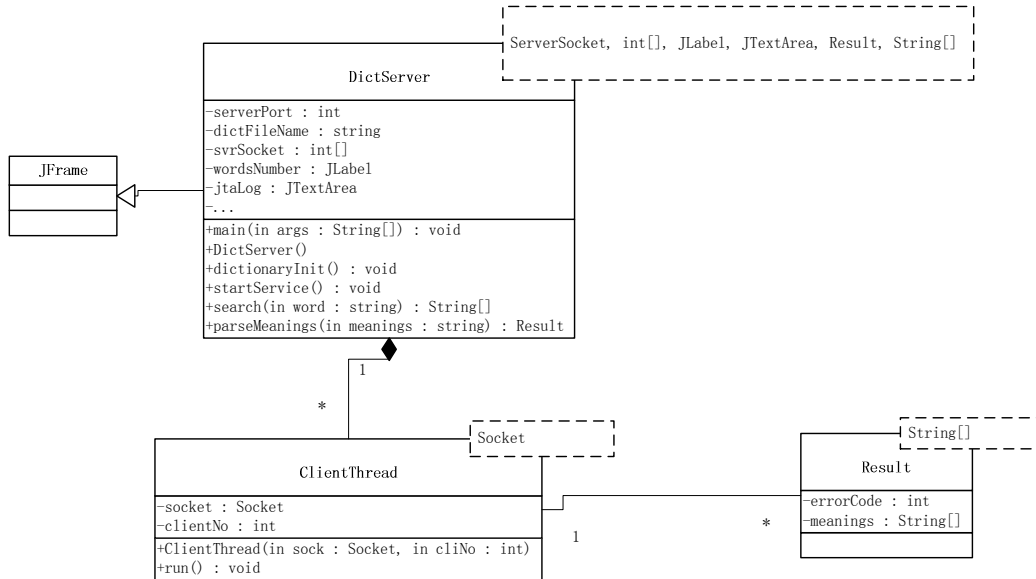 ServerSocket, int[], JLabel, JTextArea, Result, String[]
DictServer
-serverPort : int
-dictFileName : string
-svrSocket : int[]
-wordsNumber : JLabel
-jtaLog : JTextArea
-...
+main(in args : String[]) : void
+DictServer()
+dictionaryInit() : void
+startService() : void
+search(in word : string) : String[]
+parseMeanings(in meanings : string) : Result
JFrame
1
*
Socket
ClientThread
-socket : Socket
-clientNo : int
+ClientThread(in sock : Socket, in cliNo : int)
+run() : void
1
*
String[]
Result
-errorCode : int
-meanings : String[]